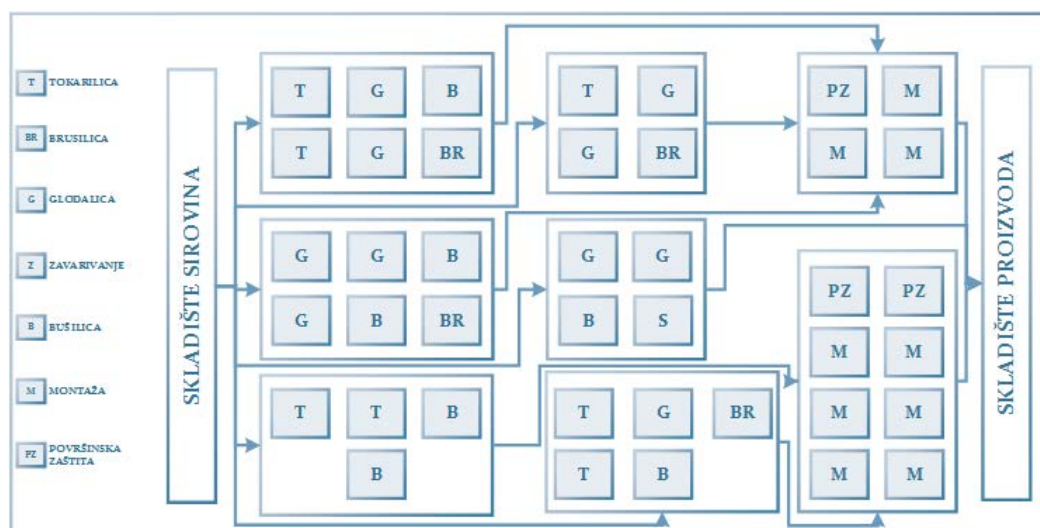 T TOKARILICA
BR BRUSILICA
G GLODALICA
Z ZAVARIVANJE
B BUŠILICA
M MONTAŽA
PZ POVRŠINSKA
ZAŠTITA
SKLADIŠTE SIROVINA
T G B
T G BR
T G
G BR
PZ M
M M
G G B
G B BR
G G
B S
T T B
B
T G BR
T B
PZ PZ
M M
M M
M M
SKLADIŠTE PROIZVODA